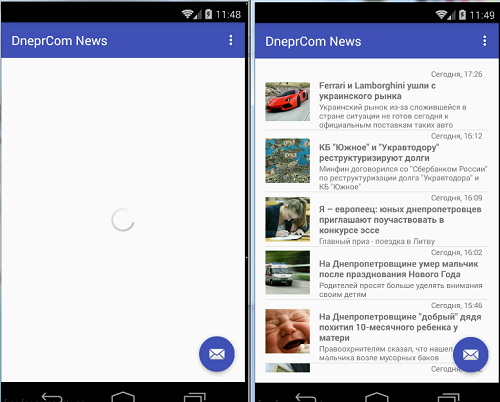 11:48
DneprCom News
11:49
DneprCom News
Сегодня, 17:26
Ferrari и Lamborghini ушли с
украинского рынка
Украинский рынок из-за сложившейся в
стране ситуации не готов сегодня к
официальным поставкам таких авто
Сегодня, 16:12
КБ "Южное" и "Укравтодору"
реструктуризируют долги
Минфин договорился со "Сбербанком России"
по реструктуризации долга "Укравтодора" и
КБ "Южное"
Сегодня, 16:09
Я – европеец: юных днепропетровцев
приглашают поучаствовать в
конкурсе эссе
Главный приз - поездка в Литву
Сегодня, 16:02
На Днепропетровщине умер мальчик
после празднования Нового Года
Родителей просят больше уделять внимания
своим детям
Сегодня, 15:46
На Днепропетровщине "добрый" дядя
похитил 10-месячного ребенка у
матери
Правоохрнителям сказал, что нашел
мальчика возле мусорных баков
Сегодня,